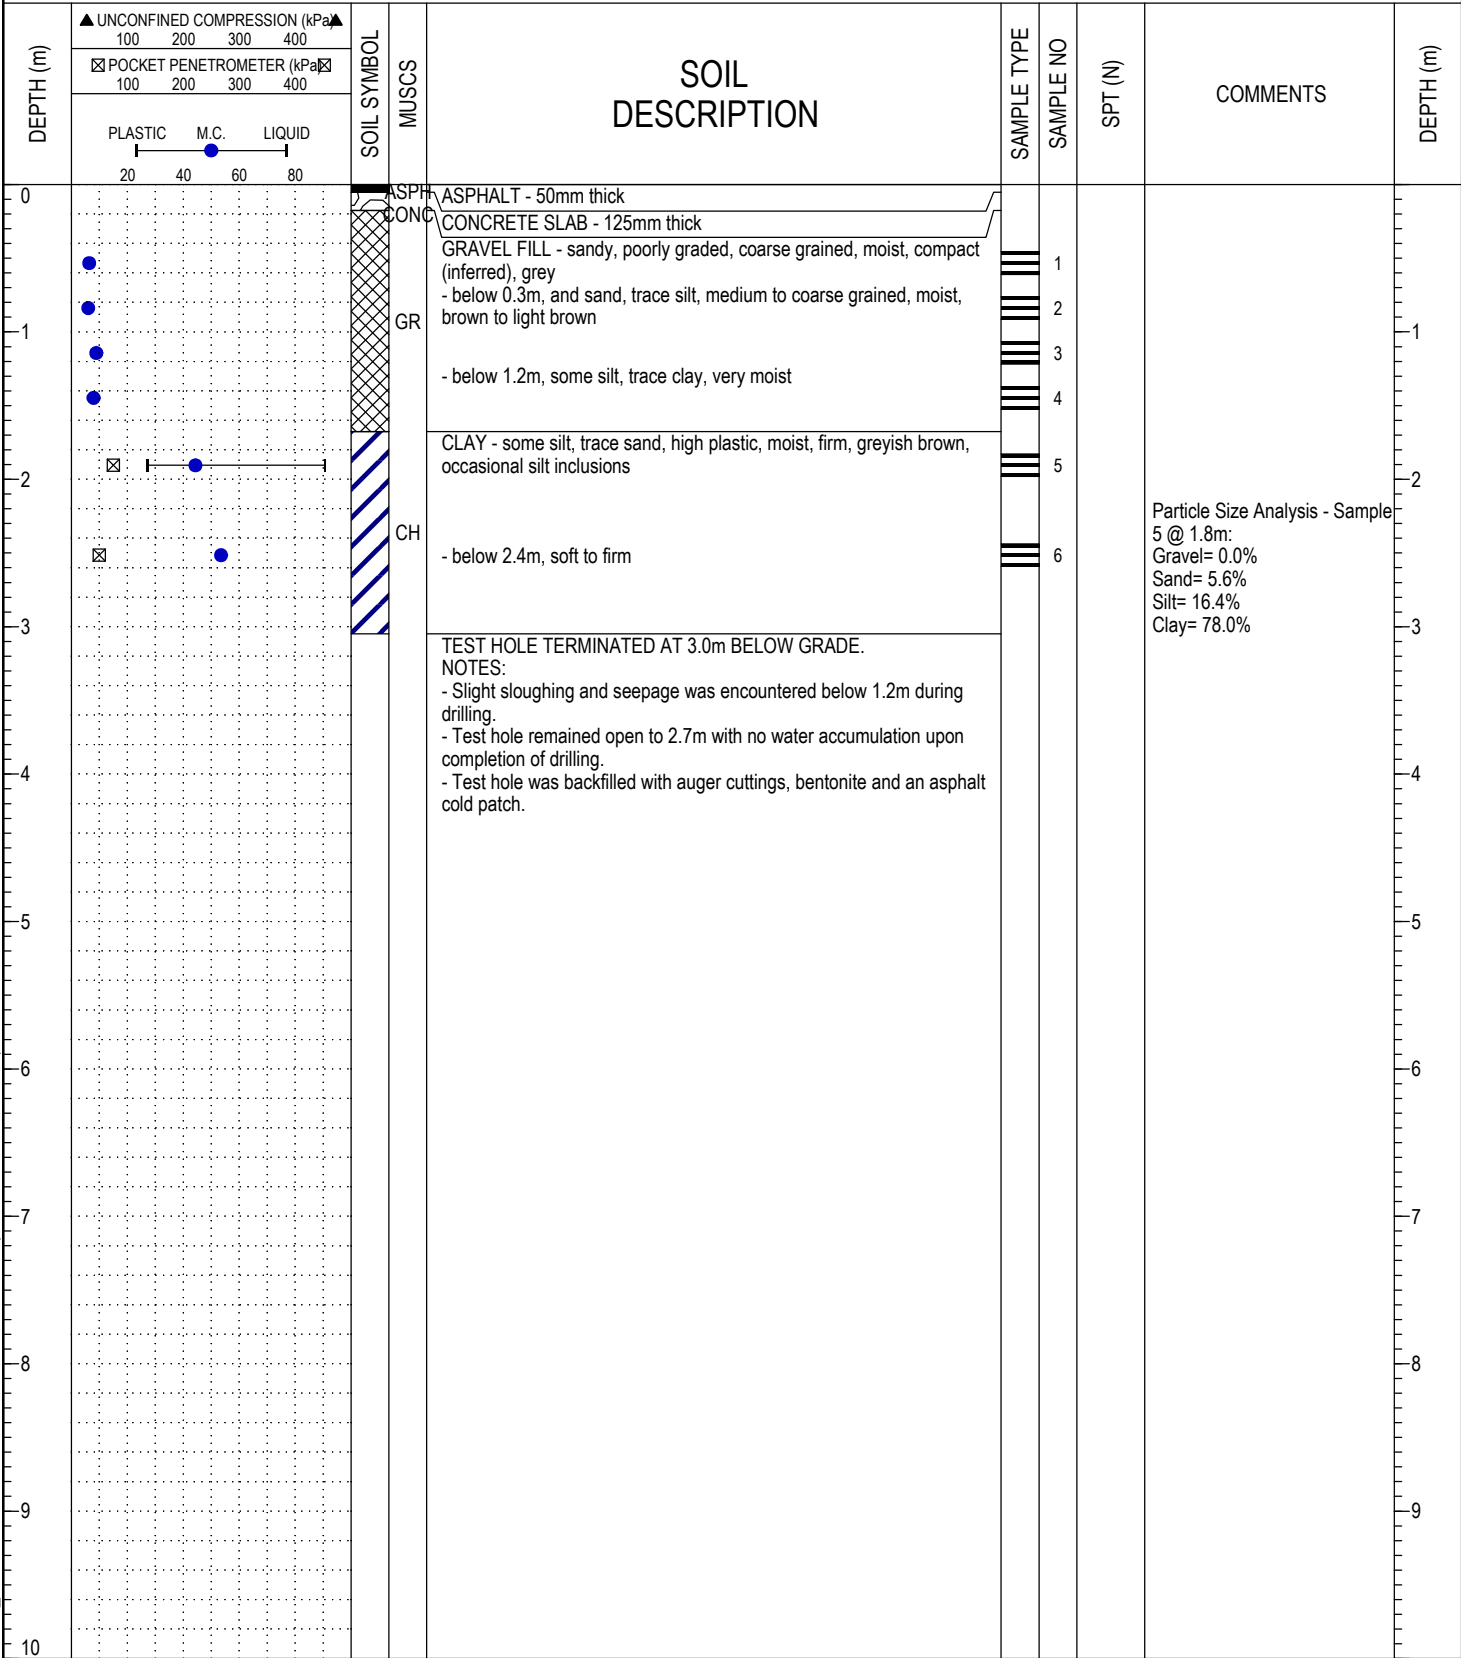 DEPTH (m)
UNCONFINED COMPRESSION (kPa)
100 200 300 400
POCKET PENETROMETER (kPa)
100 200 300 400
PLASTIC M.C. LIQUID
20 40 60 80
SOIL SYMBOL
MUSCS
SOIL
DESCRIPTION
SAMPLE TYPE
SAMPLE NO
SPT (N)
COMMENTS
DEPTH (m)
0
ASPH
ASPHALT - 50mm thick
CONC
CONCRETE SLAB - 125mm thick
GRAVEL FILL - sandy, poorly graded, coarse grained, moist, compact
(inferred), grey
1
- below 0.3m, and sand, trace silt, medium to coarse grained, moist,
brown to light brown
2
GR
1
1
3
- below 1.2m, some silt, trace clay, very moist
4
CLAY - some silt, trace sand, high plastic, moist, firm, greyish brown,
occasional silt inclusions
5
2
2
CH
- below 2.4m, soft to firm
6
Particle Size Analysis - Sample
5 @ 1.8m:
Gravel= 0.0%
Sand= 5.6%
Silt= 16.4%
Clay= 78.0%
3
3
TEST HOLE TERMINATED AT 3.0m BELOW GRADE.
NOTES:
- Slight sloughing and seepage was encountered below 1.2m during
drilling.
- Test hole remained open to 2.7m with no water accumulation upon
completion of drilling.
- Test hole was backfilled with auger cuttings, bentonite and an asphalt
cold patch.
4
4
5
5
6
6
7
7
8
8
9
9
10